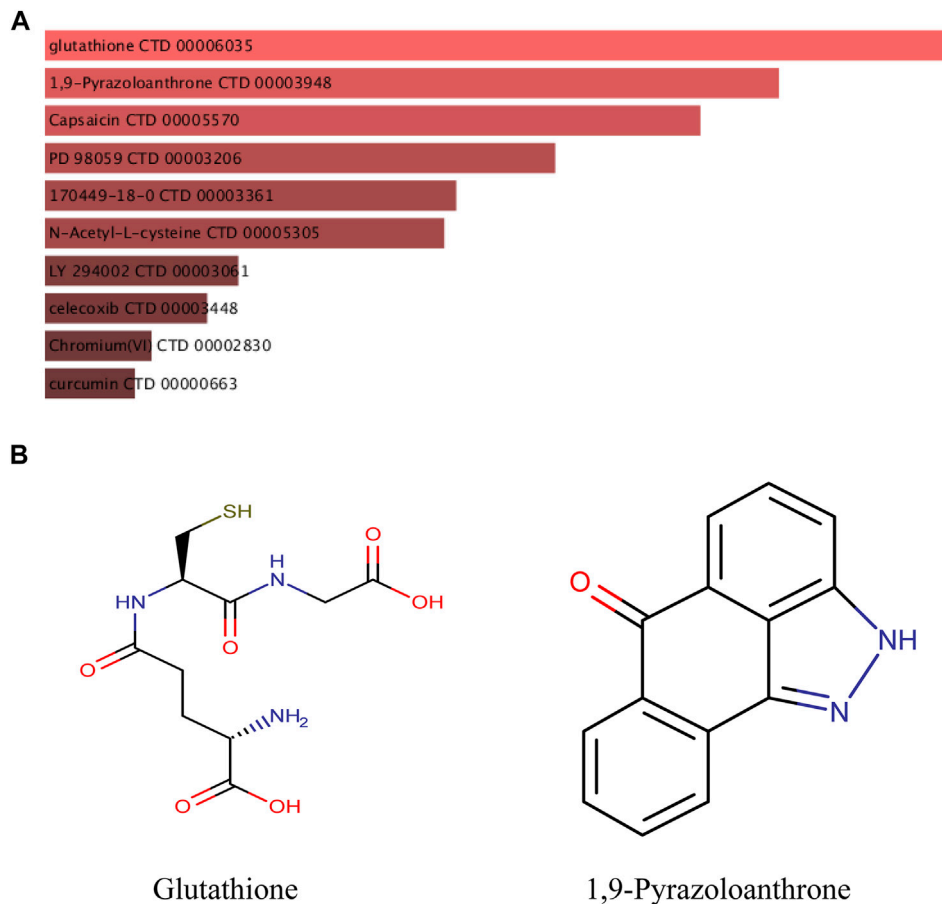 A
glutathione CTD 00006035
1,9-Pyrazoloanthrone CTD 00003948
Capsaicin CTD 00005570
PD 98059 CTD 00003206
170449-18-0 CTD 00003361
N-Acetyl-L-cysteine CTD 00005305
LY 294002 CTD 00003061
celecoxib CTD 00003448
Chromium(VI) CTD 00002830
curcumin CTD 00000663
B
SH
O
H
N
HN
O
OH
O
O
NH2
O
OH
O
NH
N
Glutathione
1,9-Pyrazoloanthrone